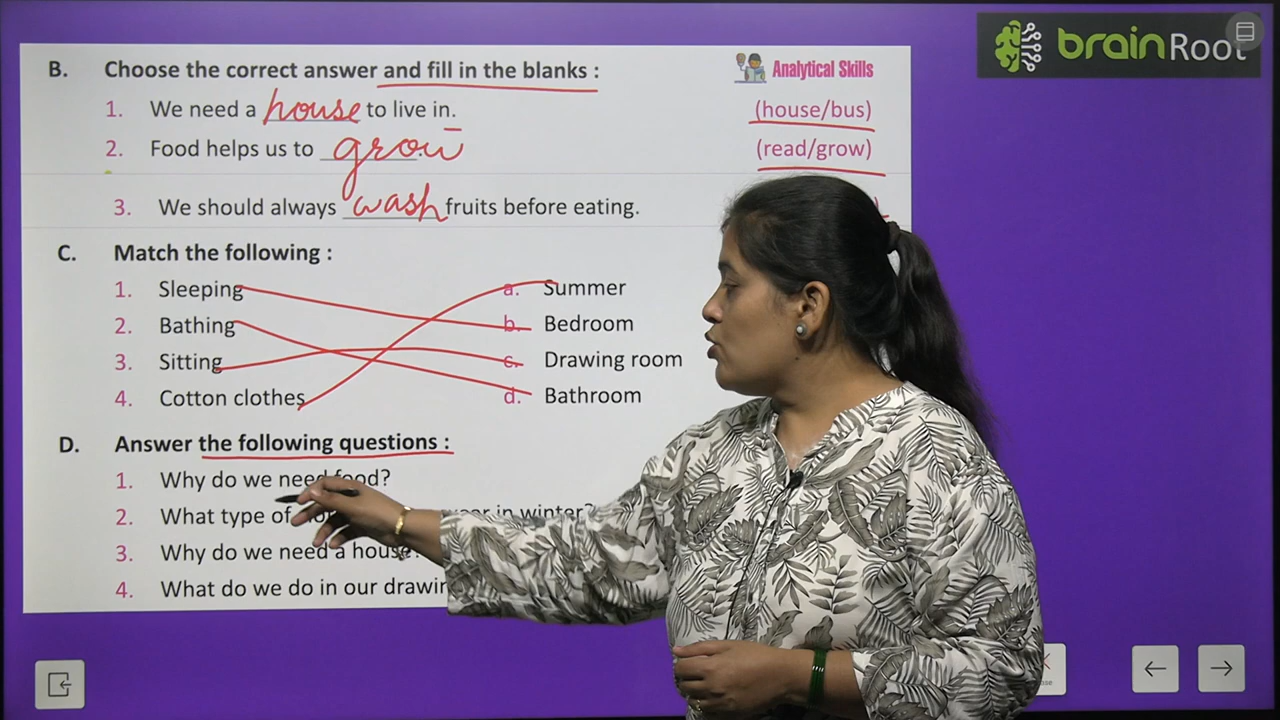 brainRoot
B. Choose the correct answer and fill in the blanks :
Analytical Skills
1. We need a house to live in. (house/bus)
2. Food helps us to grow. (read/grow)
3. We should always wash fruits before eating.
C. Match the following :
1. Sleeping a. Summer
2. Bathing b. Bedroom
3. Sitting c. Drawing room
4. Cotton clothes d. Bathroom
D. Answer the following questions :
1. Why do we need food?
2. What type of wear in winter?
3. Why do we need a house?
4. What do we do in our